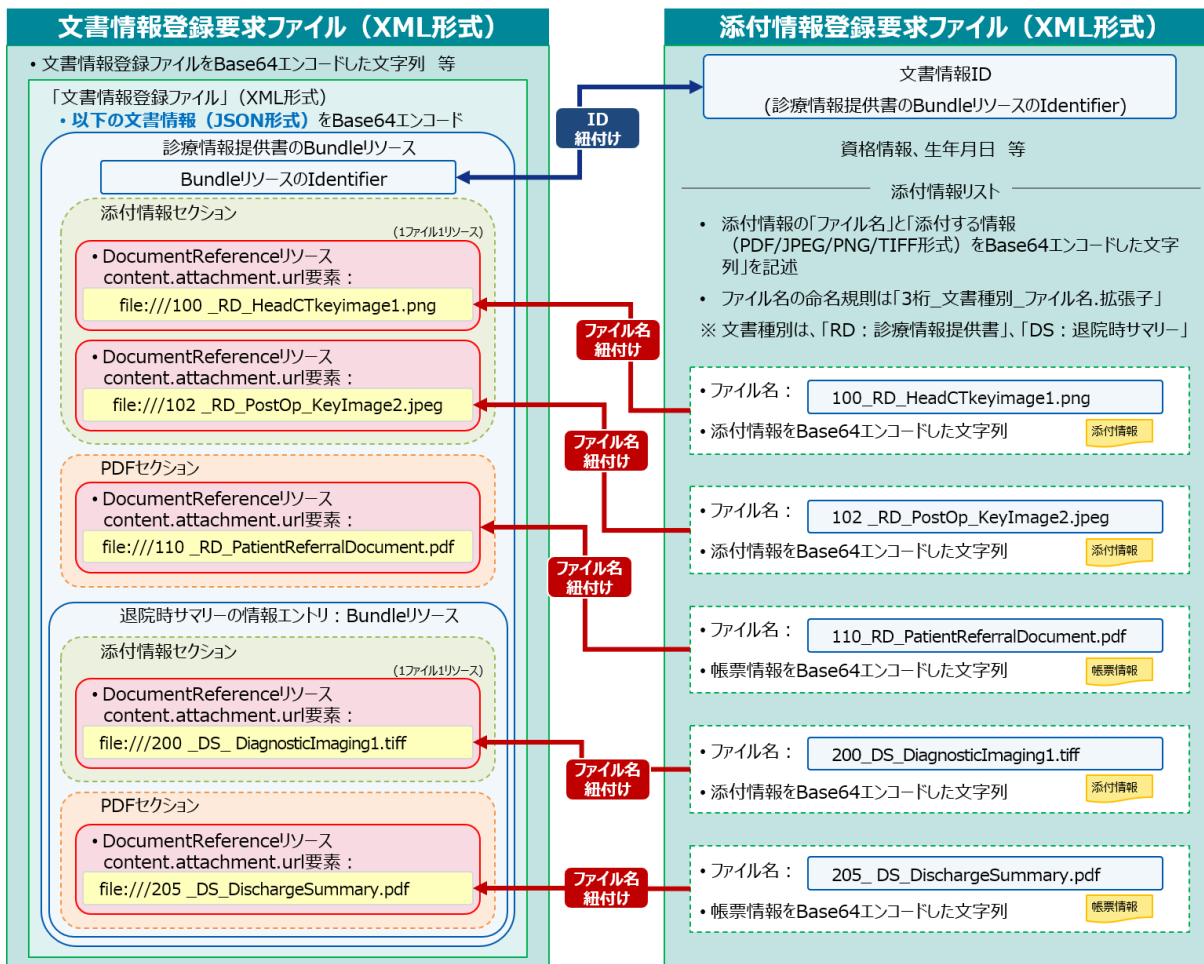 文書情報登録要求ファイル（XML形式）
• 文書情報登録ファイルをBase64エンコードした文字列 等
「文書情報登録ファイル」（XML形式）
• 以下の文書情報（JSON形式）をBase64エンコード
診療情報提供書のBundleリソース
BundleリソースのIdentifier
添付情報セクション
(1ファイル1リソース)
• DocumentReferenceリソース
content.attachment.url要素：
file:///100 _RD_HeadCTkeyimage1.png
• DocumentReferenceリソース
content.attachment.url要素：
file:///102 _RD_PostOp_KeyImage2.jpeg
PDFセクション
• DocumentReferenceリソース
content.attachment.url要素：
file:///110 _RD_PatientReferralDocument.pdf
退院時サマリーの情報エントリ：Bundleリソース
添付情報セクション
(1ファイル1リソース)
• DocumentReferenceリソース
content.attachment.url要素：
file:///200 _DS_ DiagnosticImaging1.tiff
PDFセクション
• DocumentReferenceリソース
content.attachment.url要素：
file:///205 _DS_DischargeSummary.pdf
ID
紐付け
ファイル名
紐付け
ファイル名
紐付け
ファイル名
紐付け
ファイル名
紐付け
ファイル名
紐付け
添付情報登録要求ファイル（XML形式）
文書情報ID
(診療情報提供書のBundleリソースのIdentifier)
資格情報、生年月日 等
添付情報リスト
• 添付情報の「ファイル名」と「添付する情報
（PDF/JPEG/PNG/TIFF形式）をBase64エンコードした文字
列」を記述
• ファイル名の命名規則は「3桁_文書種別_ファイル名.拡張子」
※ 文書種別は、「RD：診療情報提供書」、「DS：退院時サマリー」
• ファイル名： 100_RD_HeadCTkeyimage1.png
• 添付情報をBase64エンコードした文字列 添付情報
• ファイル名： 102 _RD_PostOp_KeyImage2.jpeg
• 添付情報をBase64エンコードした文字列 添付情報
• ファイル名： 110_RD_PatientReferralDocument.pdf
• 帳票情報をBase64エンコードした文字列 帳票情報
• ファイル名： 200_DS_DiagnosticImaging1.tiff
• 添付情報をBase64エンコードした文字列 添付情報
• ファイル名： 205_ DS_DischargeSummary.pdf
• 帳票情報をBase64エンコードした文字列 帳票情報